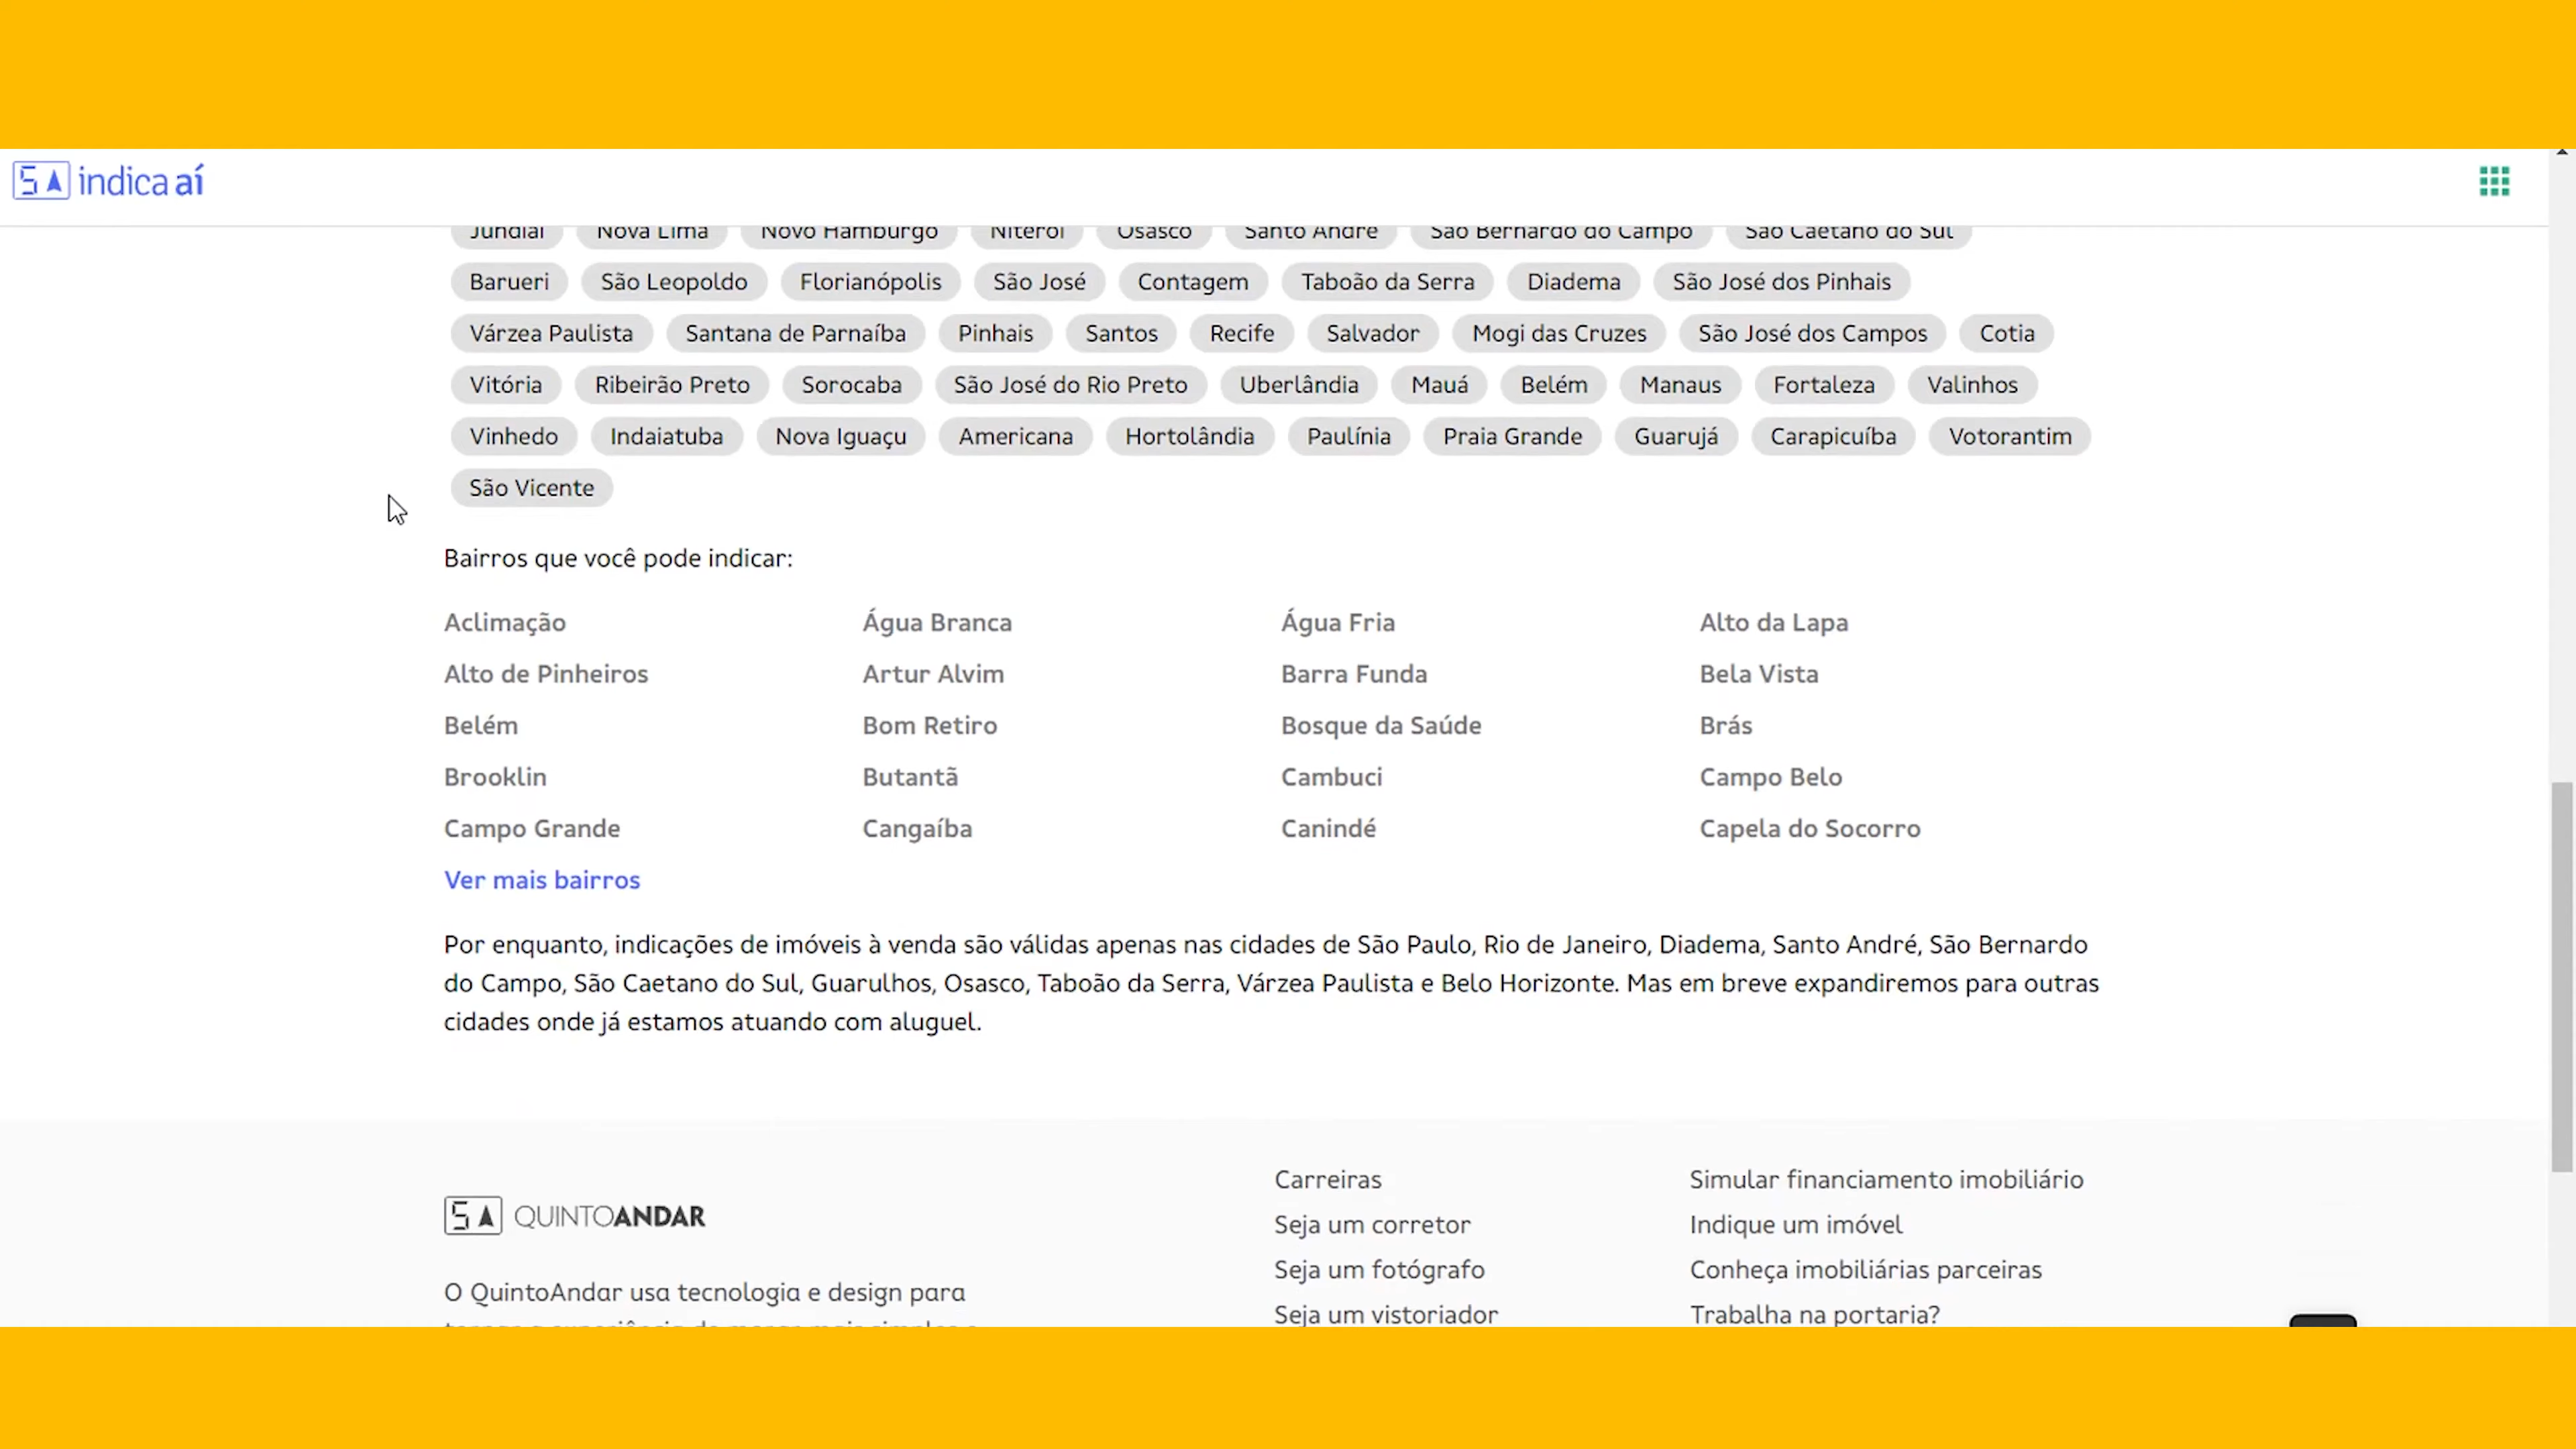 5 indica aí
Jundiaí Nova Lima Novo Hamburgo Niterói Osasco Santo André São Bernardo do Campo São Caetano do Sul
Barueri São Leopoldo Florianópolis São José Contagem Taboão da Serra Diadema São José dos Pinhais
Várzea Paulista Santana de Parnaíba Pinhais Santos Recife Salvador Mogi das Cruzes São José dos Campos Cotia
Vitória Ribeirão Preto Sorocaba São José do Rio Preto Uberlândia Mauá Belém Manaus Fortaleza Valinhos
Vinhedo Indaiatuba Nova Iguaçu Americana Hortolândia Paulínia Praia Grande Guarujá Carapicuíba Votorantim
São Vicente
Bairros que você pode indicar:
Aclimação Água Branca Água Fria Alto da Lapa
Alto de Pinheiros Artur Alvim Barra Funda Bela Vista
Belém Bom Retiro Bosque da Saúde Brás
Brooklin Butantã Cambuci Campo Belo
Campo Grande Cangaíba Canindé Capela do Socorro
Ver mais bairros
Por enquanto, indicações de imóveis à venda são válidas apenas nas cidades de São Paulo, Rio de Janeiro, Diadema, Santo André, São Bernardo
do Campo, São Caetano do Sul, Guarulhos, Osasco, Taboão da Serra, Várzea Paulista e Belo Horizonte. Mas em breve expandiremos para outras
cidades onde já estamos atuando com aluguel.
5 QUINTOANDAR
O QuintoAndar usa tecnologia e design para
Carreiras
Seja um corretor
Seja um fotógrafo
Seja um vistoriador
Simular financiamento imobiliário
Indique um imóvel
Conheça imobiliárias parceiras
Trabalha na portaria?